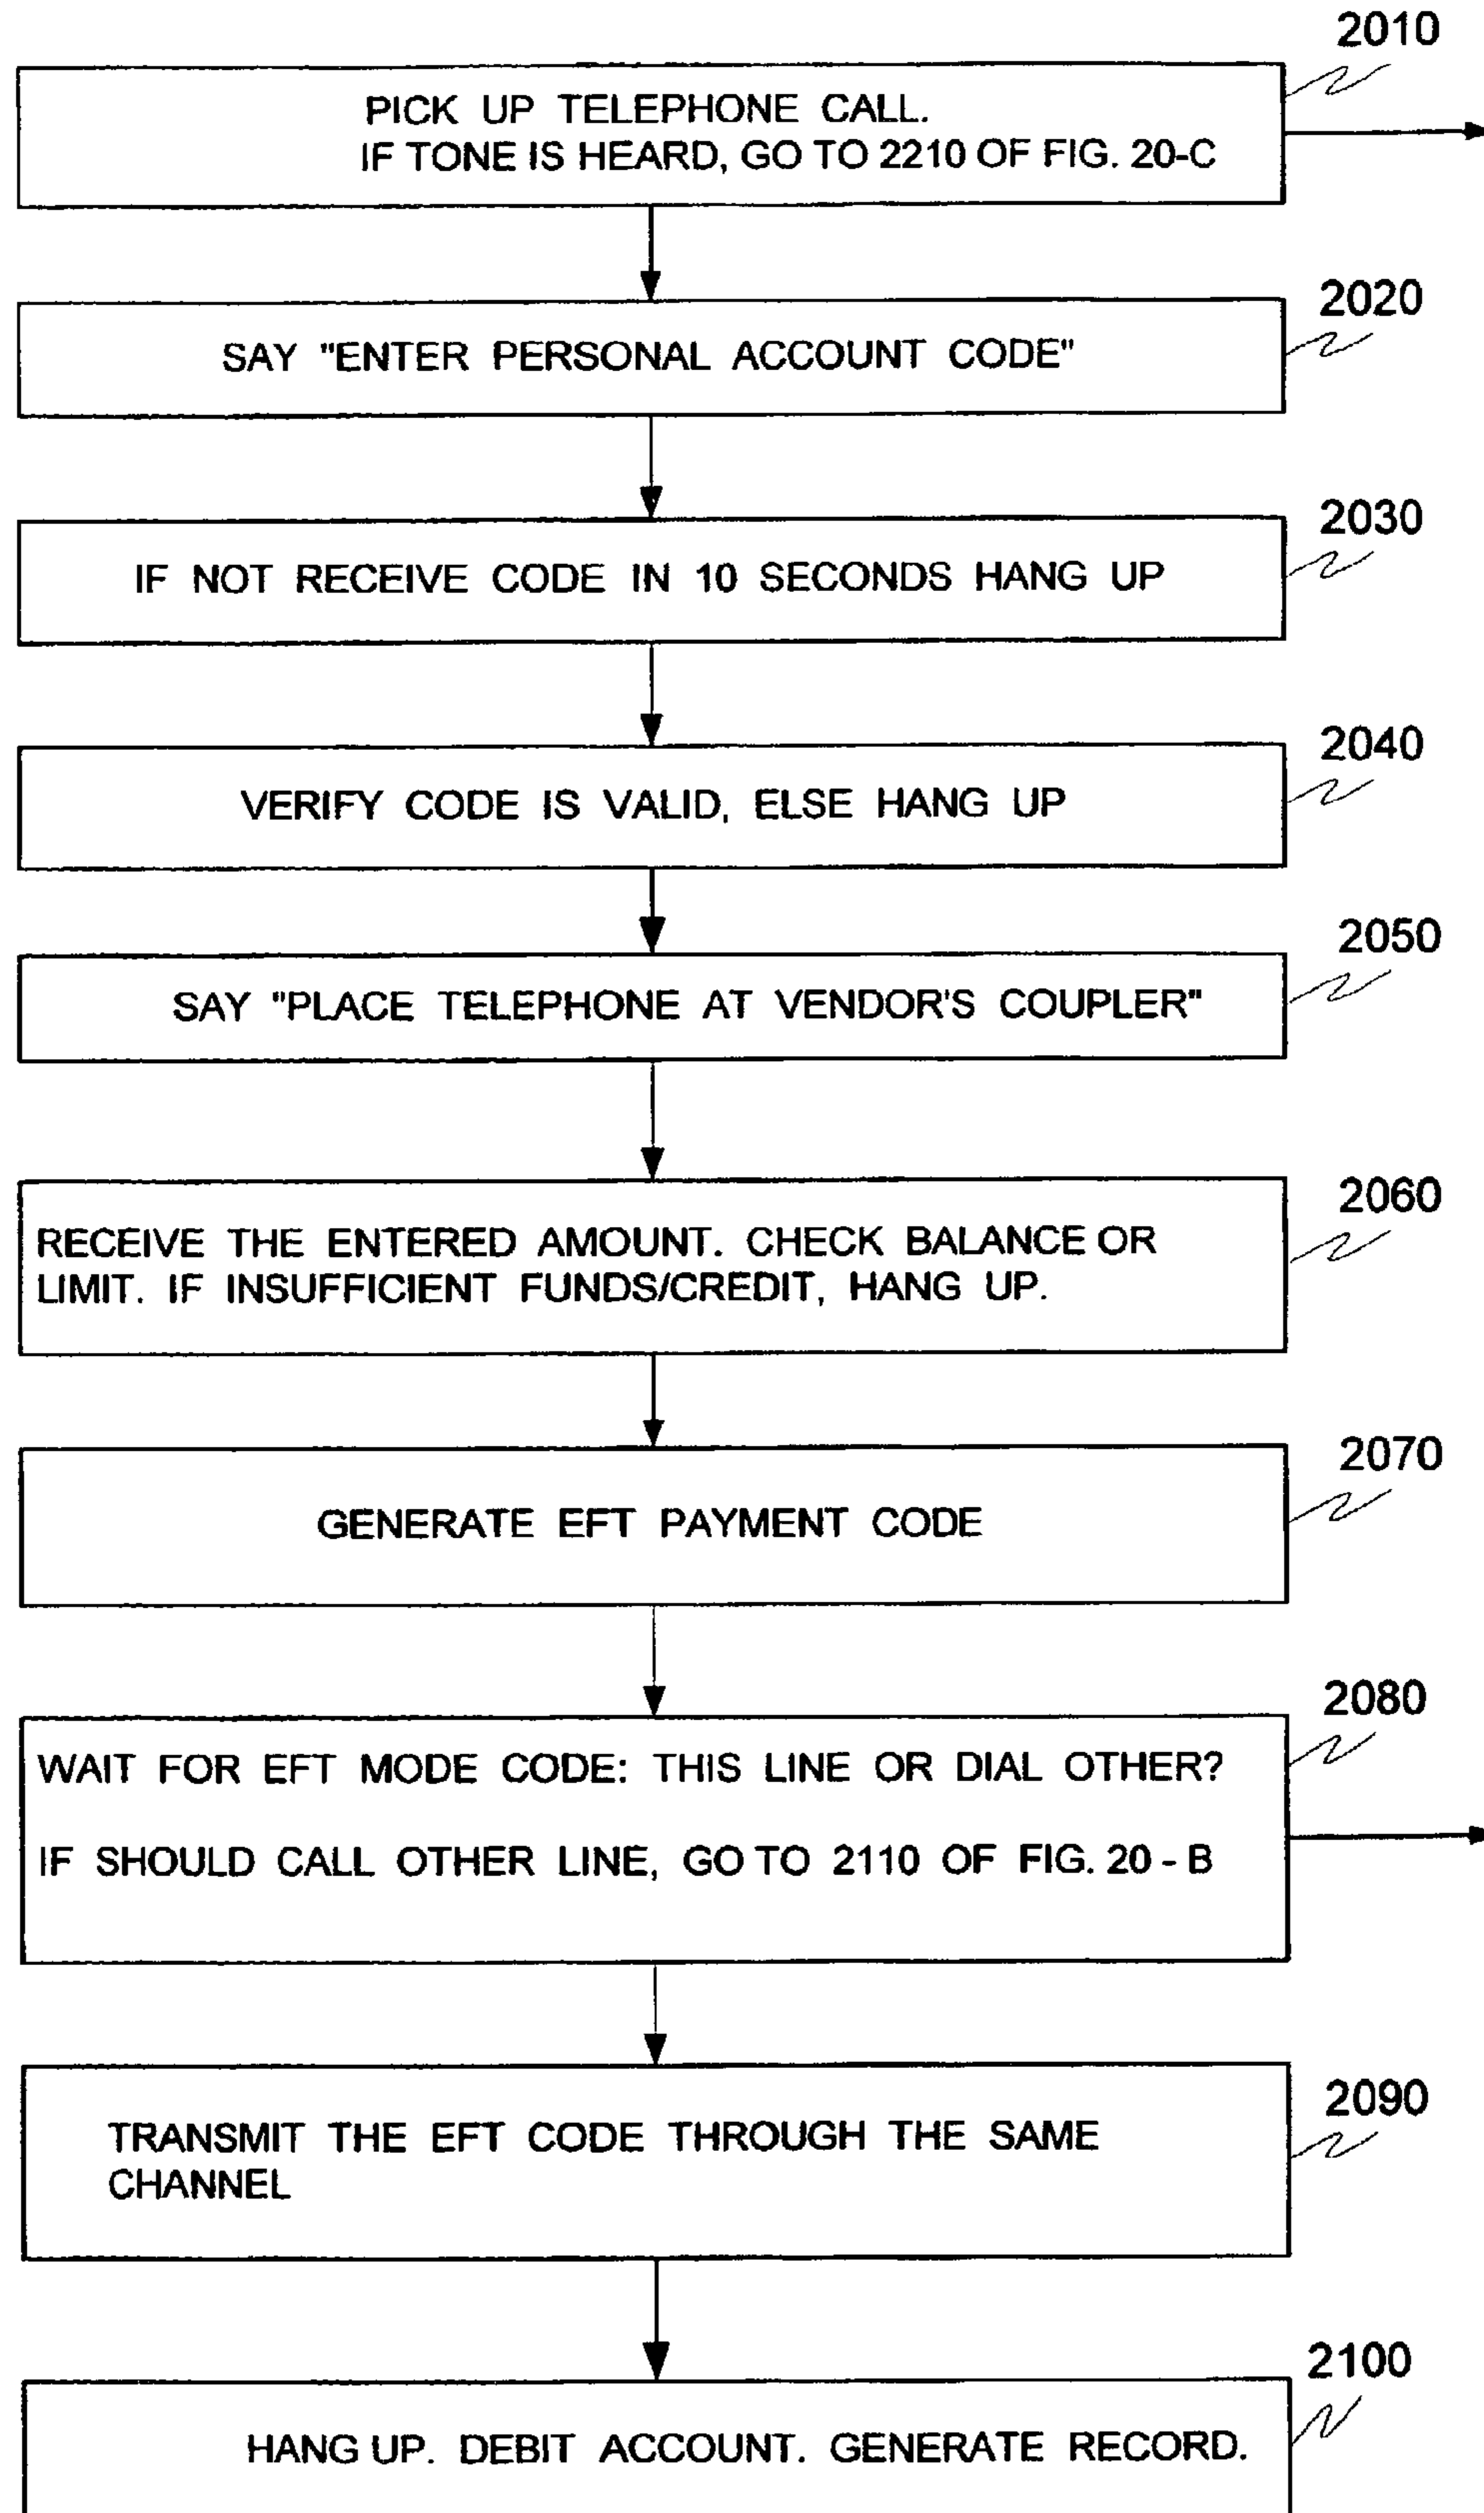 2010
PICK UP TELEPHONE CALL.
IF TONE IS HEARD, GO TO 2210 OF FIG. 20-C
2020
SAY "ENTER PERSONAL ACCOUNT CODE"
2030
IF NOT RECEIVE CODE IN 10 SECONDS HANG UP
2040
VERIFY CODE IS VALID, ELSE HANG UP
2050
SAY "PLACE TELEPHONE AT VENDOR'S COUPLER"
2060
RECEIVE THE ENTERED AMOUNT. CHECK BALANCE OR
LIMIT. IF INSUFFICIENT FUNDS/CREDIT, HANG UP.
2070
GENERATE EFT PAYMENT CODE
2080
WAIT FOR EFT MODE CODE: THIS LINE OR DIAL OTHER?
IF SHOULD CALL OTHER LINE, GO TO 2110 OF FIG. 20 - B
2090
TRANSMIT THE EFT CODE THROUGH THE SAME
CHANNEL
2100
HANG UP. DEBIT ACCOUNT. GENERATE RECORD.